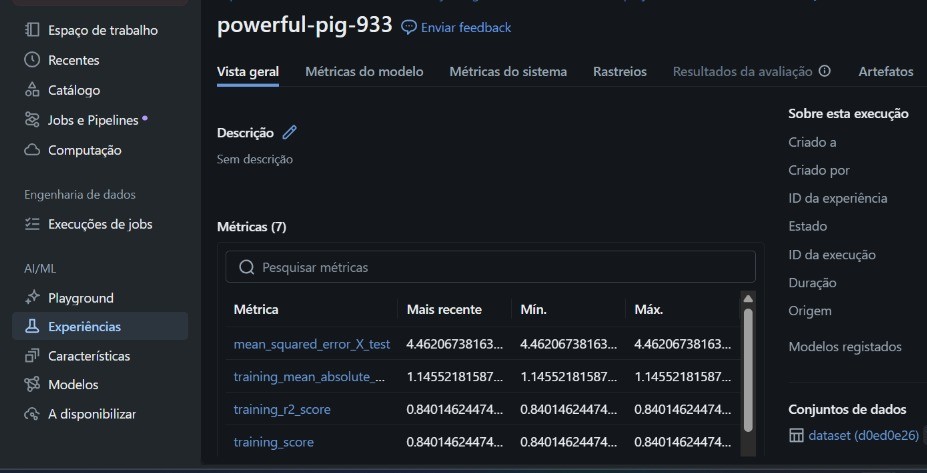 powerful-pig-933 Enviar feedback
Espaço de trabalho
Recentes
Catálogo
Jobs e Pipelines
Computação
Engenharia de dados
Execuções de jobs
AI/ML
Playground
Experiências
Características
Modelos
A disponibilizar
Vista geral Métricas do modelo Métricas do sistema Rastreios Resultados da avaliação Artefatos
Descrição
Sem descrição
Métricas (7)
Pesquisar métricas
Métrica Mais recente Mín. Máx.
mean_squared_error_X_test 4.46206738163... 4.46206738163... 4.46206738163...
training_mean_absolute_... 1.14552181587... 1.14552181587... 1.14552181587...
training_r2_score 0.84014624474... 0.84014624474... 0.84014624474...
training_score 0.84014624474... 0.84014624474... 0.84014624474...
Sobre esta execução
Criado a
Criado por
ID da experiência
Estado
ID da execução
Duração
Origem
Modelos registados
Conjuntos de dados
dataset (d0ed0e26)